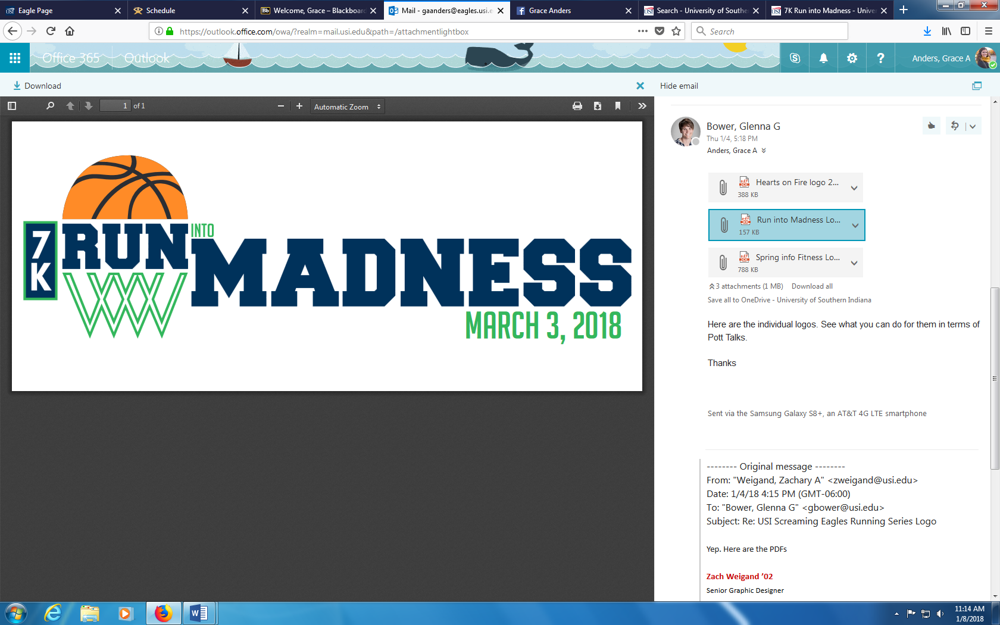 Eagle Page
Schedule
Welcome, Grace – Blackboard
Mail - gaanders@eagles.usi.e
Grace Anders
Search - University of Southe
7K Run into Madness - Unive
https://outlook.office.com/owa/?realm=mail.usi.edu&path=/attachmentlightbox
Search
Office 365
Outlook
Anders, Grace A
Download
Hide email
1 of 1
Automatic Zoom
7K
RUN
INTO
MADNESS
MARCH 3, 2018
Bower, Glenna G
Thu 1/4, 5:18 PM
Anders, Grace A
Hearts on Fire logo 2...
388 KB
Run into Madness Lo...
157 KB
Spring info Fitness Lo...
788 KB
3 attachments (1 MB) Download all
Save all to OneDrive - University of Southern Indiana
Here are the individual logos. See what you can do for them in terms of
Pott Talks.
Thanks
Sent via the Samsung Galaxy S8+, an AT&T 4G LTE smartphone
-------- Original message --------
From: "Weigand, Zachary A" <zweigand@usi.edu>
Date: 1/4/18 4:15 PM (GMT-06:00)
To: "Bower, Glenna G" <gbower@usi.edu>
Subject: Re: USI Screaming Eagles Running Series Logo
Yep. Here are the PDFs
Zach Weigand ’02
Senior Graphic Designer
11:14 AM
1/8/2018